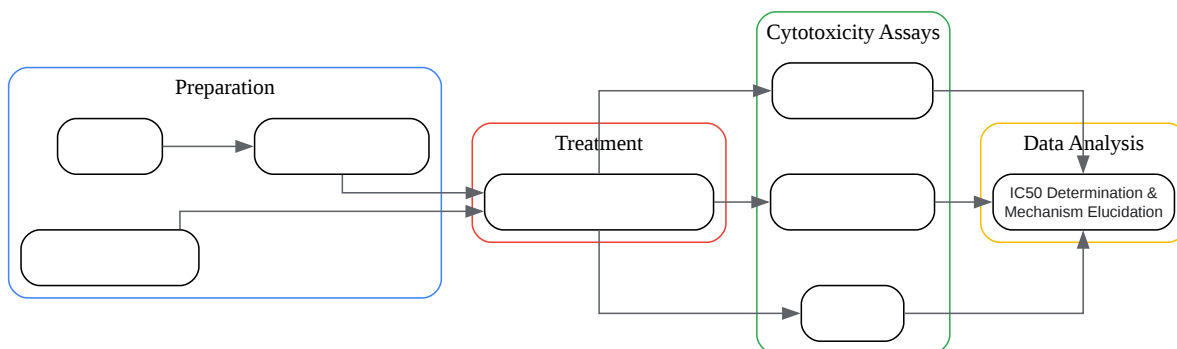 Cytotoxicity Assays
Preparation
Treatment
Data Analysis
IC50 Determination &
Mechanism Elucidation